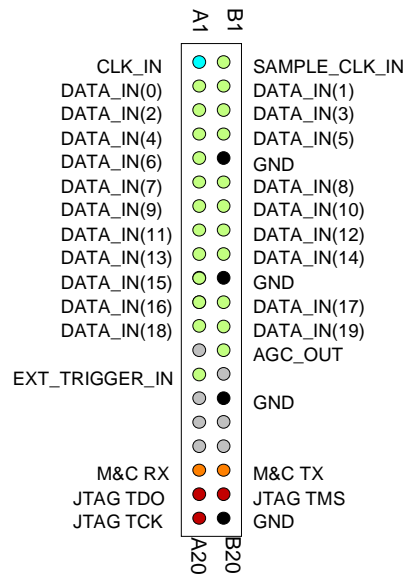 A1 B1
CLK_IN SAMPLE_CLK_IN
DATA_IN(0) DATA_IN(1)
DATA_IN(2) DATA_IN(3)
DATA_IN(4) DATA_IN(5)
DATA_IN(6) GND
DATA_IN(7) DATA_IN(8)
DATA_IN(9) DATA_IN(10)
DATA_IN(11) DATA_IN(12)
DATA_IN(13) DATA_IN(14)
DATA_IN(15) GND
DATA_IN(16) DATA_IN(17)
DATA_IN(18) DATA_IN(19)
AGC_OUT
EXT_TRIGGER_IN
GND
M&C RX M&C TX
JTAG TDO JTAG TMS
JTAG TCK GND
A20 B20